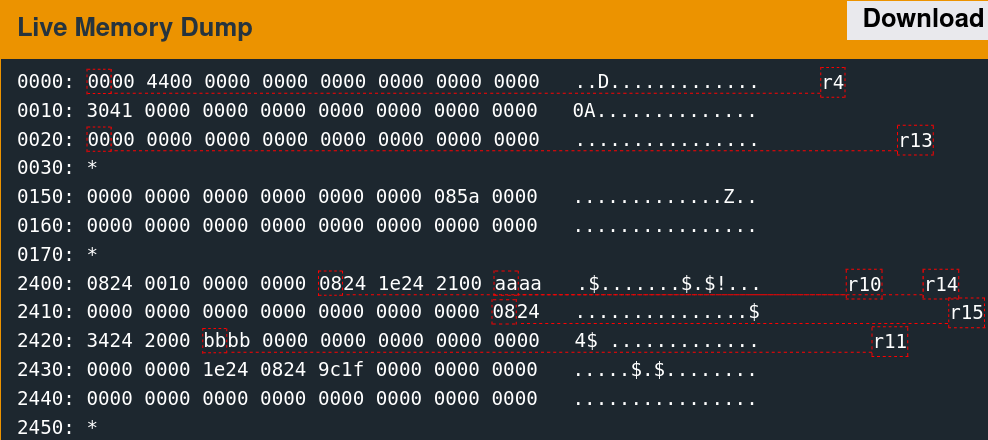 Live Memory Dump
Download
0000: 0000 4400 0000 0000 0000 0000 0000 0000 ..D............. r4
0010: 3041 0000 0000 0000 0000 0000 0000 0000 0A..............
0020: 0000 0000 0000 0000 0000 0000 0000 0000 ................ r13
0030: *
0150: 0000 0000 0000 0000 0000 0000 085a 0000 .............Z..
0160: 0000 0000 0000 0000 0000 0000 0000 0000 ................
0170: *
2400: 0824 0010 0000 0000 0824 1e24 2100 aaaa .$.......$.$!... r10 r14
2410: 0000 0000 0000 0000 0000 0000 0000 0824 ...............$ r15
2420: 3424 2000 bbbb 0000 0000 0000 0000 0000 4$ ............. r11
2430: 0000 0000 1e24 0824 9c1f 0000 0000 0000 .....$.$........
2440: 0000 0000 0000 0000 0000 0000 0000 0000 ................
2450: *